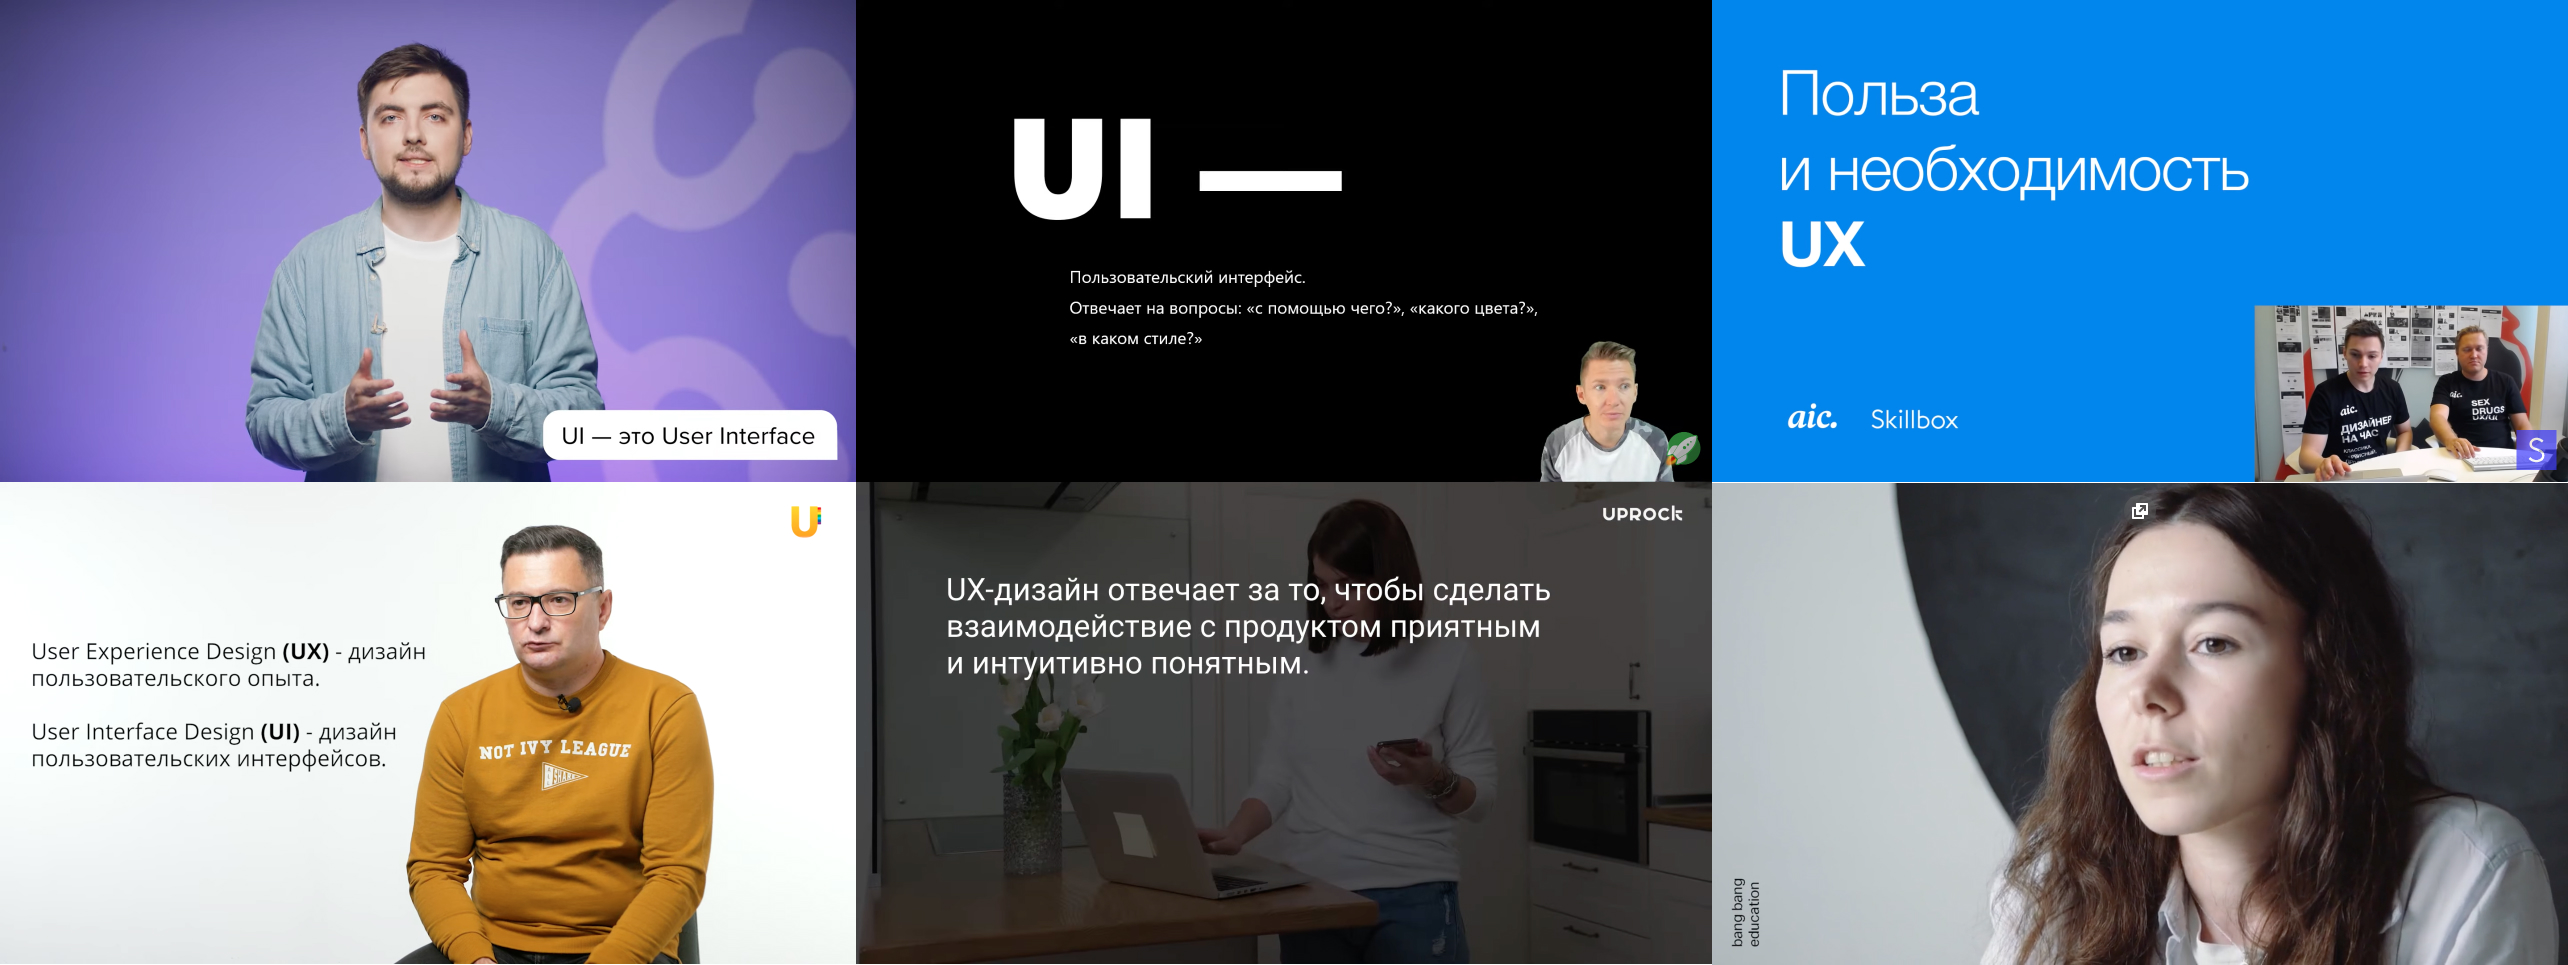 UI — это User Interface
UI —
Пользовательский интерфейс.
Отвечает на вопросы: «с помощью чего?», «какого цвета?»,
«в каком стиле?»
Польза
и необходимость
UX
aic.
Skillbox
aic.
ДИЗАЙНЕР
НА ЧАС
aic.
SEX
DRUGS
S
U
User Experience Design (UX) - дизайн
пользовательского опыта.
User Interface Design (UI) - дизайн
пользовательских интерфейсов.
NOT IVY LEAGUE
UPROCK
UX-дизайн отвечает за то, чтобы сделать
взаимодействие с продуктом приятным
и интуитивно понятным.
bang bang
education